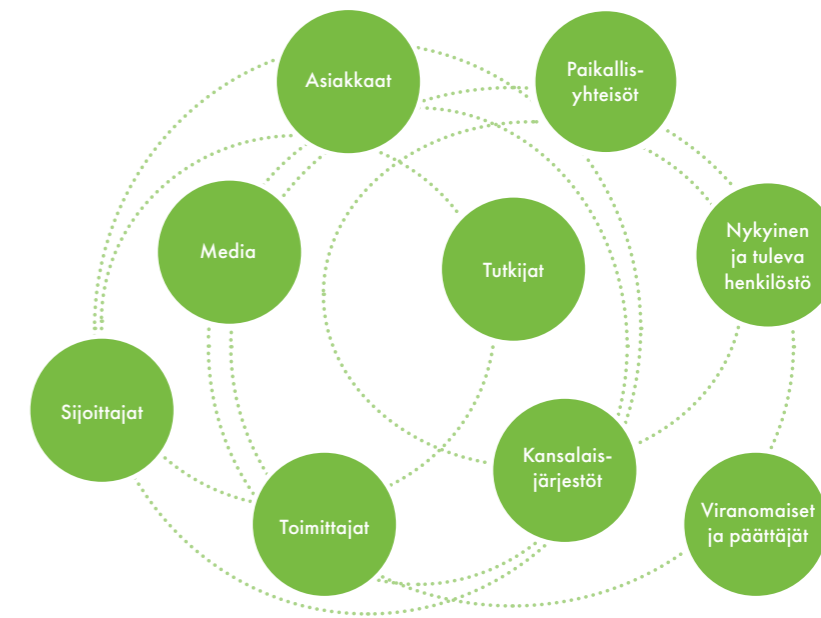 Asiakkaat
Paikallis-
yhteisöt
Media
Tutkijat
Nykyinen
ja tuleva
henkilöstö
Sijoittajat
Kansalais-
järjestöt
Toimittajat
Viranomaiset
ja päättäjät